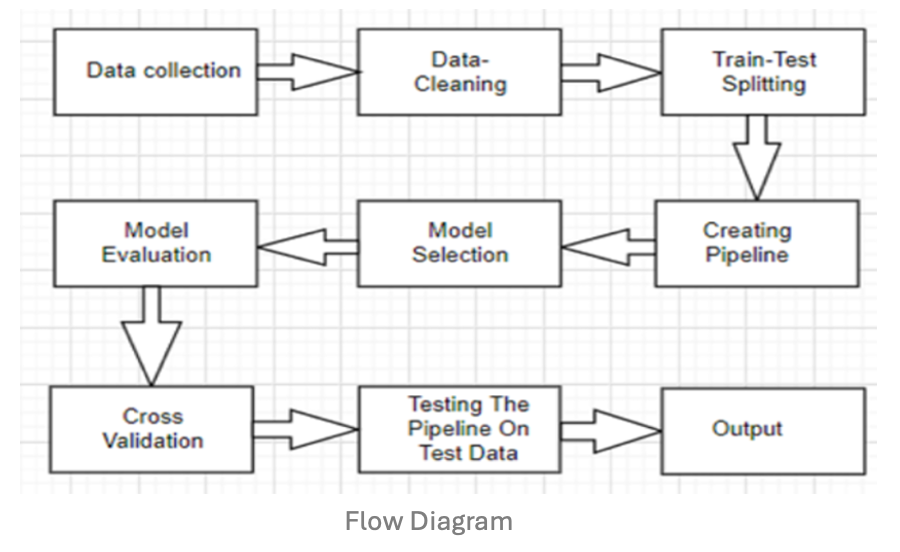 Data collection
Data-
Cleaning
Train-Test
Splitting
Creating
Pipeline
Model
Selection
Model
Evaluation
Cross
Validation
Testing The
Pipeline On
Test Data
Output
Flow Diagram